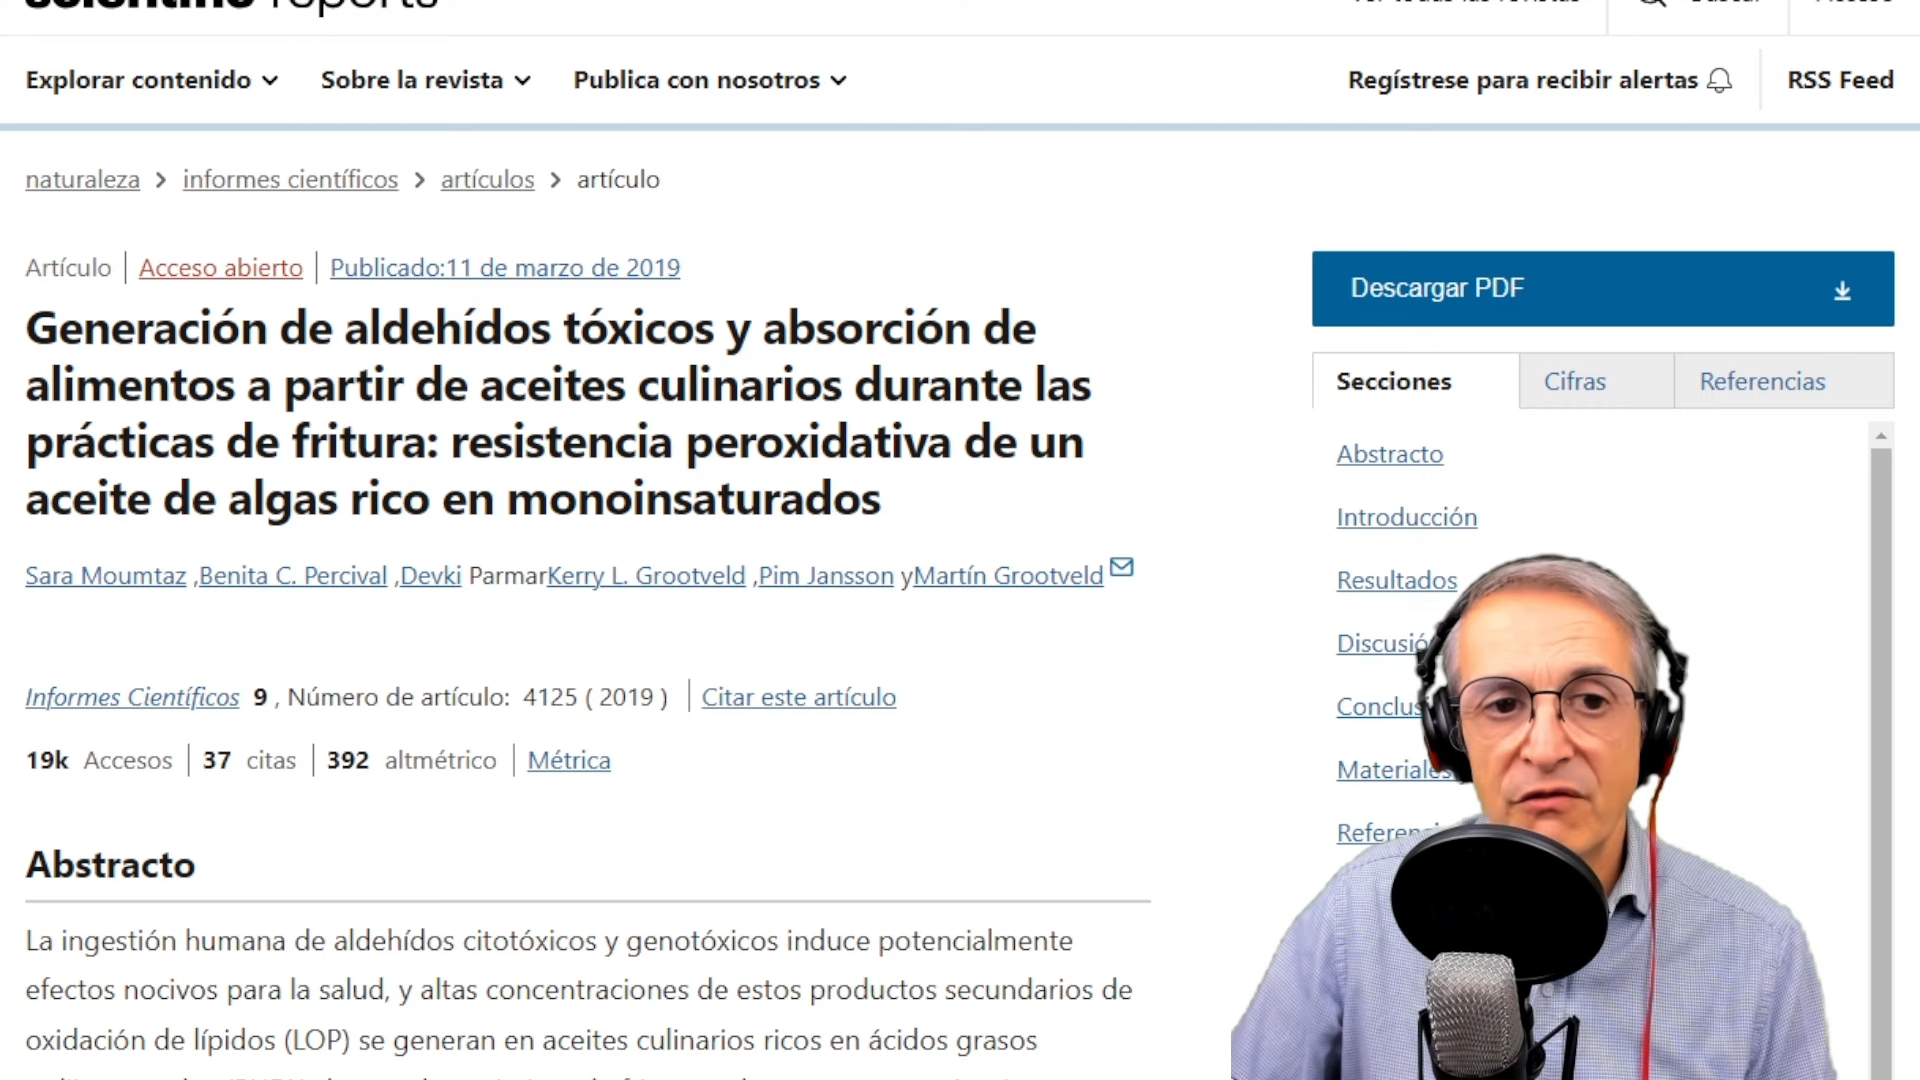 scientific reports
Explorar contenido Sobre la revista Publica con nosotros Regístrese para recibir alertas RSS Feed
naturaleza > informes científicos > artículos > artículo
Artículo | Acceso abierto | Publicado:11 de marzo de 2019
Generación de aldehídos tóxicos y absorción de
alimentos a partir de aceites culinarios durante las
prácticas de fritura: resistencia peroxidativa de un
aceite de algas rico en monoinsaturados
Sara Moumtaz ,Benita C. Percival ,Devki ParmarKerry L. Grootveld ,Pim Jansson yMartín Grootveld
Informes Científicos 9 , Número de artículo: 4125 ( 2019 ) | Citar este artículo
19k Accesos | 37 citas | 392 altmétrico | Métrica
Abstracto
La ingestión humana de aldehídos citotóxicos y genotóxicos induce potencialmente
efectos nocivos para la salud, y altas concentraciones de estos productos secundarios de
oxidación de lípidos (LOP) se generan en aceites culinarios ricos en ácidos grasos
Descargar PDF
Secciones Cifras Referencias
Abstracto
Introducción
Resultados
Discusió
Conclus
Materiales
Referenci